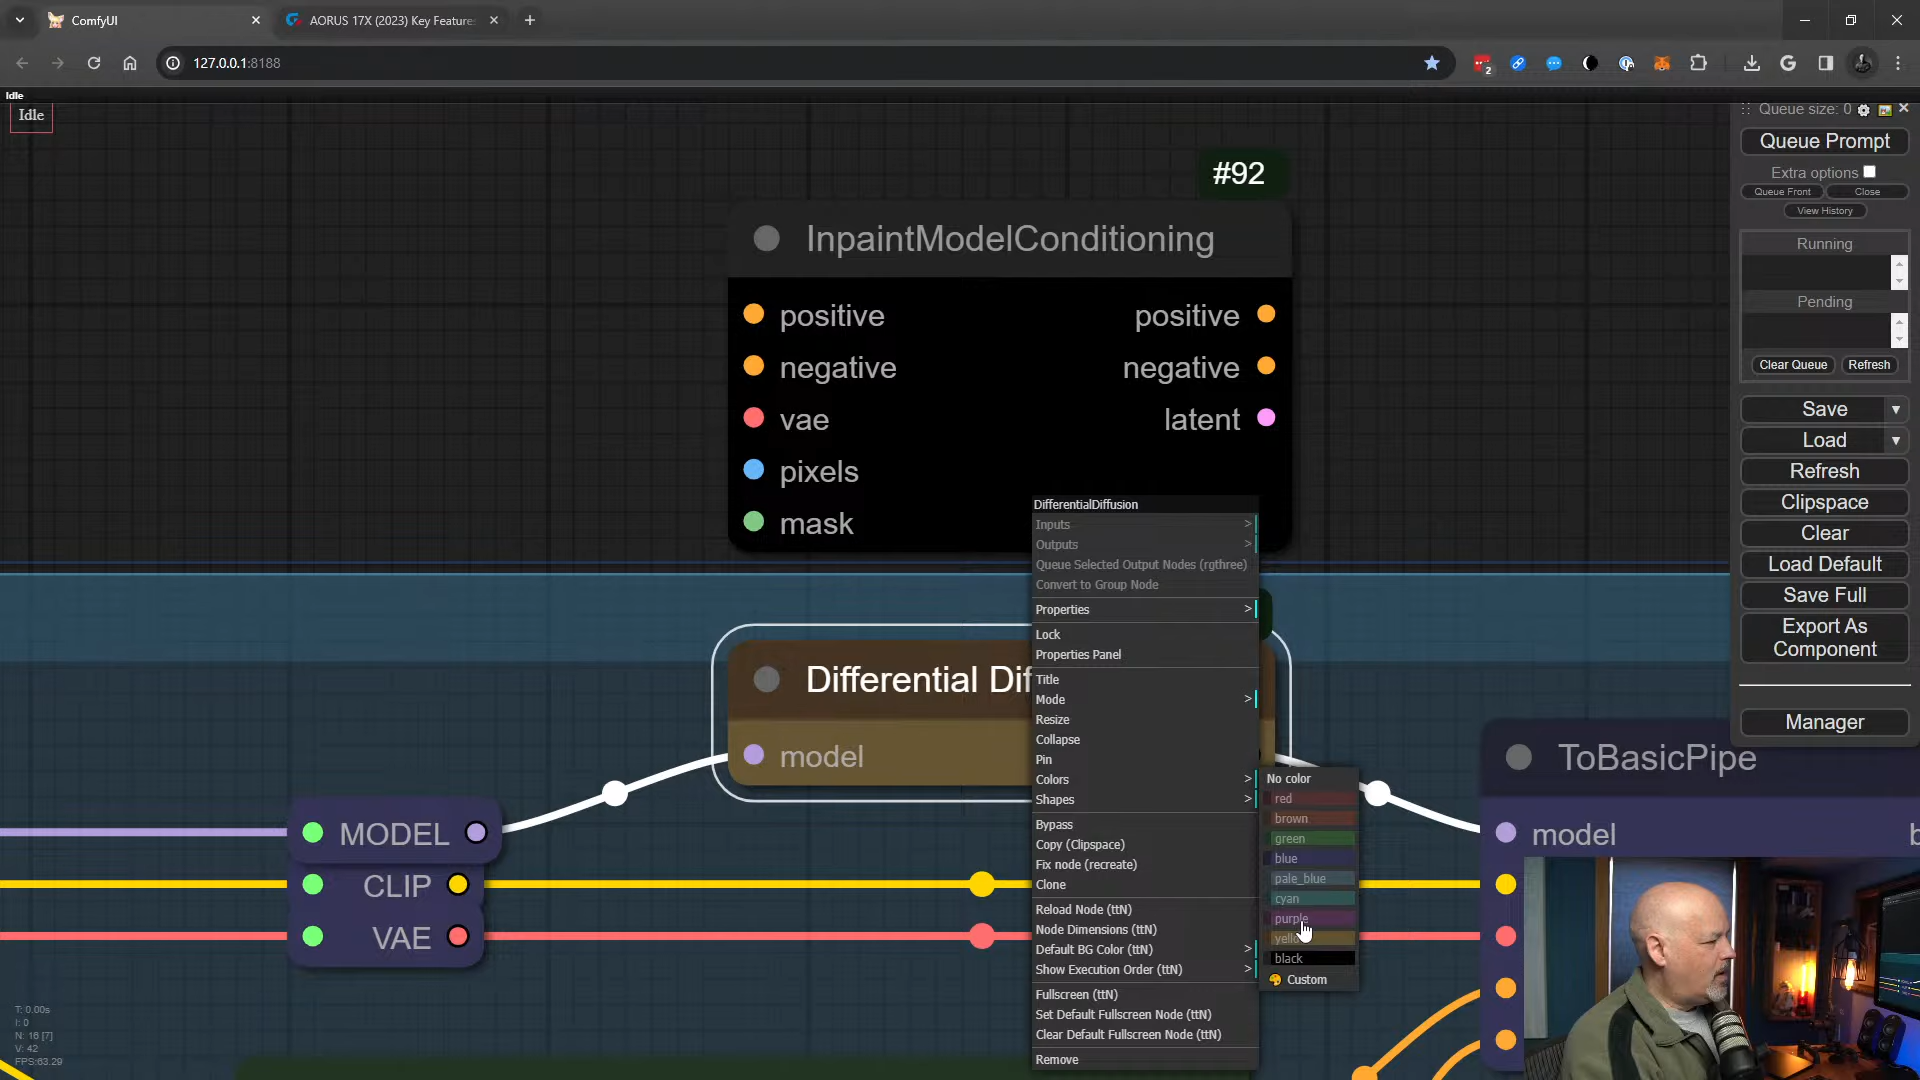 ComfyUI
AORUS 17X (2023) Key Feature
127.0.0.1:8188
2
Idle
Idle
Queue size: 0
Queue Prompt
Extra options
Queue Front
Close
View History
Running
Pending
Clear Queue
Refresh
Save
Load
Refresh
Clipspace
Clear
Load Default
Save Full
Export As
Component
Manager
#92
InpaintModelConditioning
positive
positive
negative
negative
vae
latent
pixels
mask
DifferentialDiffusion
Inputs >
Outputs >
Queue Selected Output Nodes (rgthree)
Convert to Group Node
Properties >
Lock
Properties Panel
Title
Mode >
Resize
Collapse
Pin
Colors >
Shapes >
Bypass
Copy (Clipspace)
Fix node (recreate)
Clone
Reload Node (ttN)
Node Dimensions (ttN)
Default BG Color (ttN) >
Show Execution Order (ttN) >
Fullscreen (ttN)
Set Default Fullscreen Node (ttN)
Clear Default Fullscreen Node (ttN)
Remove
No color
red
brown
green
blue
pale_blue
cyan
purple
yello
black
Custom
Differential Dif
model
MODEL
CLIP
VAE
ToBasicPipe
model
b
T: 0.00s
I: 0
N: 16 [7]
V: 42
FPS:63.29